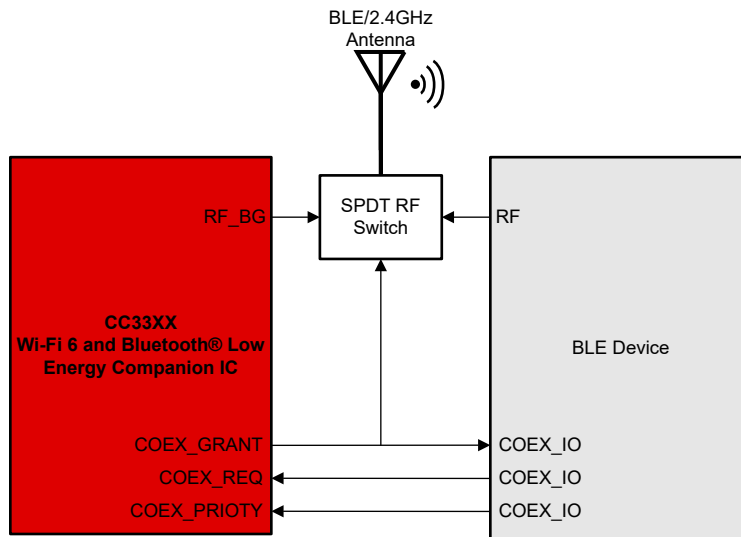 BLE/2.4GHz
Antenna
SPDT RF
Switch
RF_BG
RF
CC33XX
Wi-Fi 6 and Bluetooth® Low
Energy Companion IC
BLE Device
COEX_GRANT
COEX_IO
COEX_REQ
COEX_IO
COEX_PRIOTY
COEX_IO